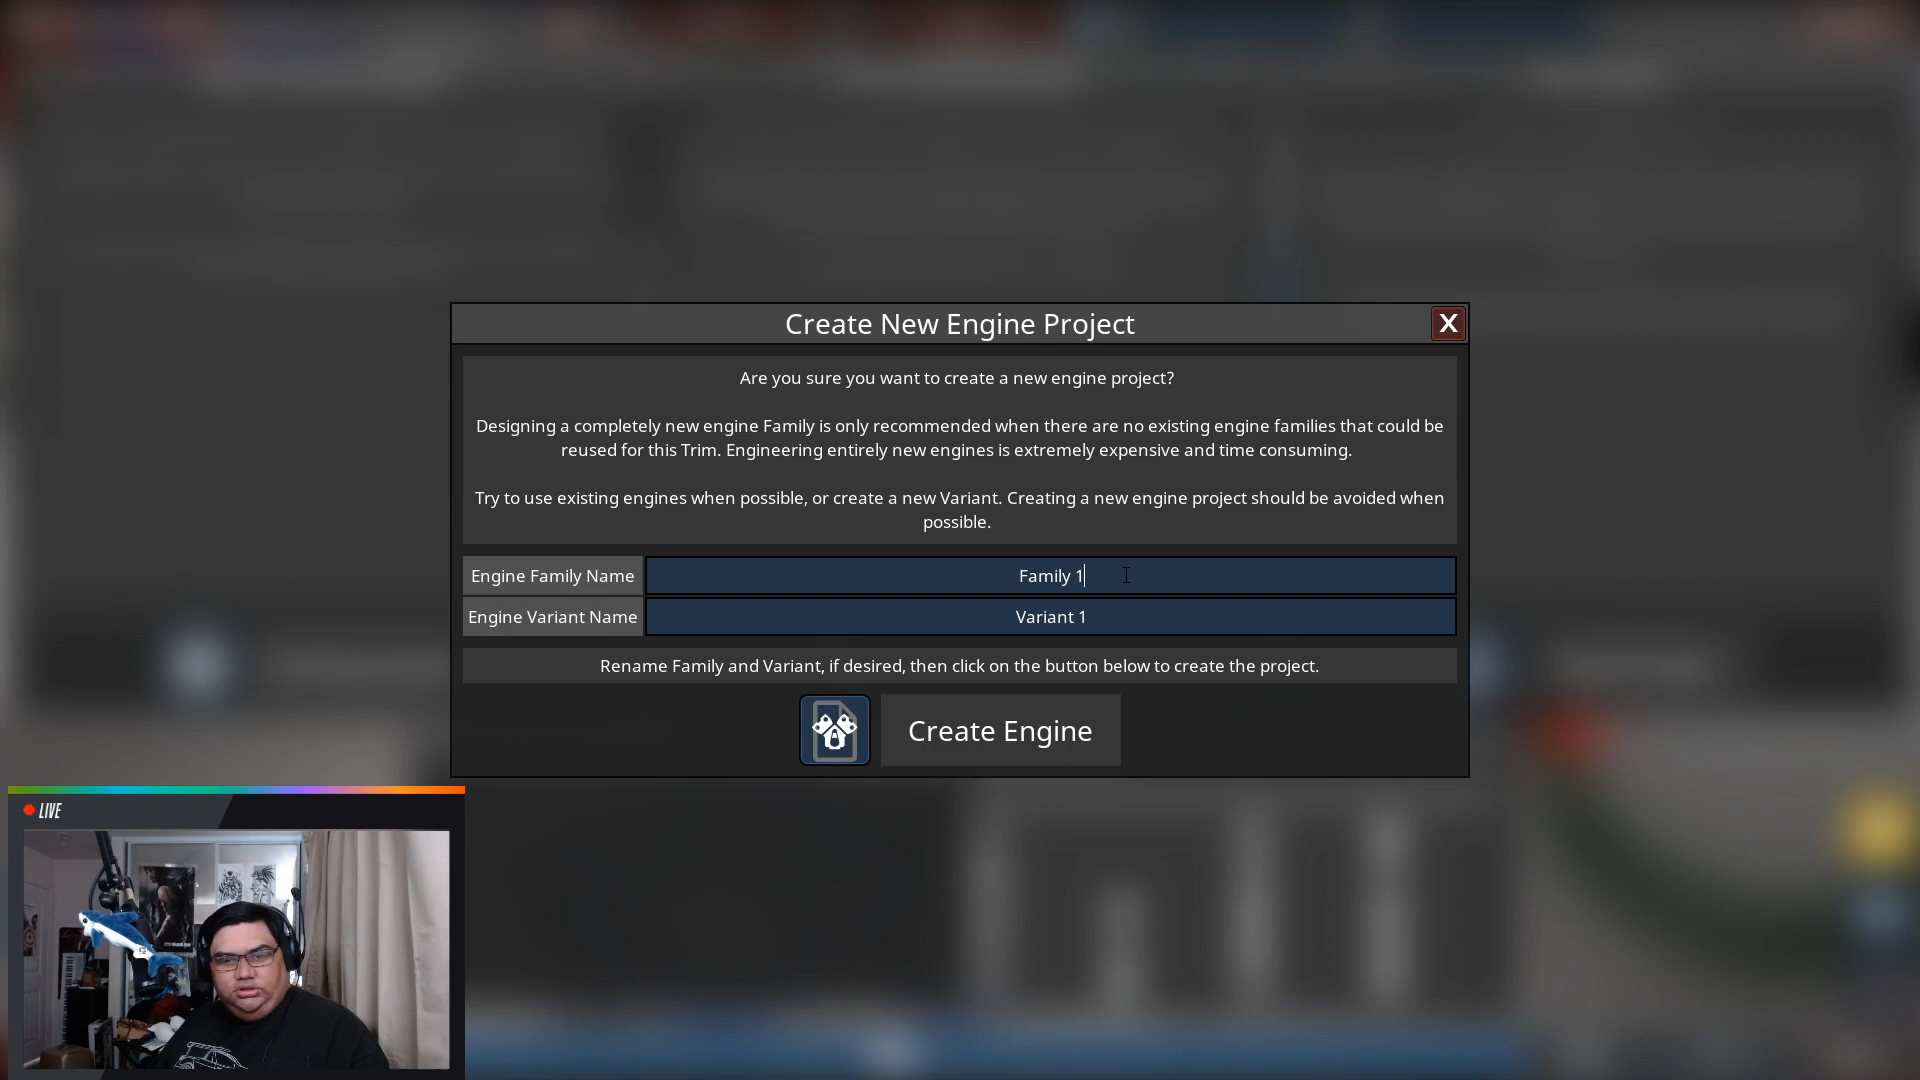 Create New Engine Project
X
Are you sure you want to create a new engine project?
Designing a completely new engine Family is only recommended when there are no existing engine families that could be
reused for this Trim. Engineering entirely new engines is extremely expensive and time consuming.
Try to use existing engines when possible, or create a new Variant. Creating a new engine project should be avoided when
possible.
Engine Family Name
Family 1
Engine Variant Name
Variant 1
Rename Family and Variant, if desired, then click on the button below to create the project.
Create Engine
LIVE